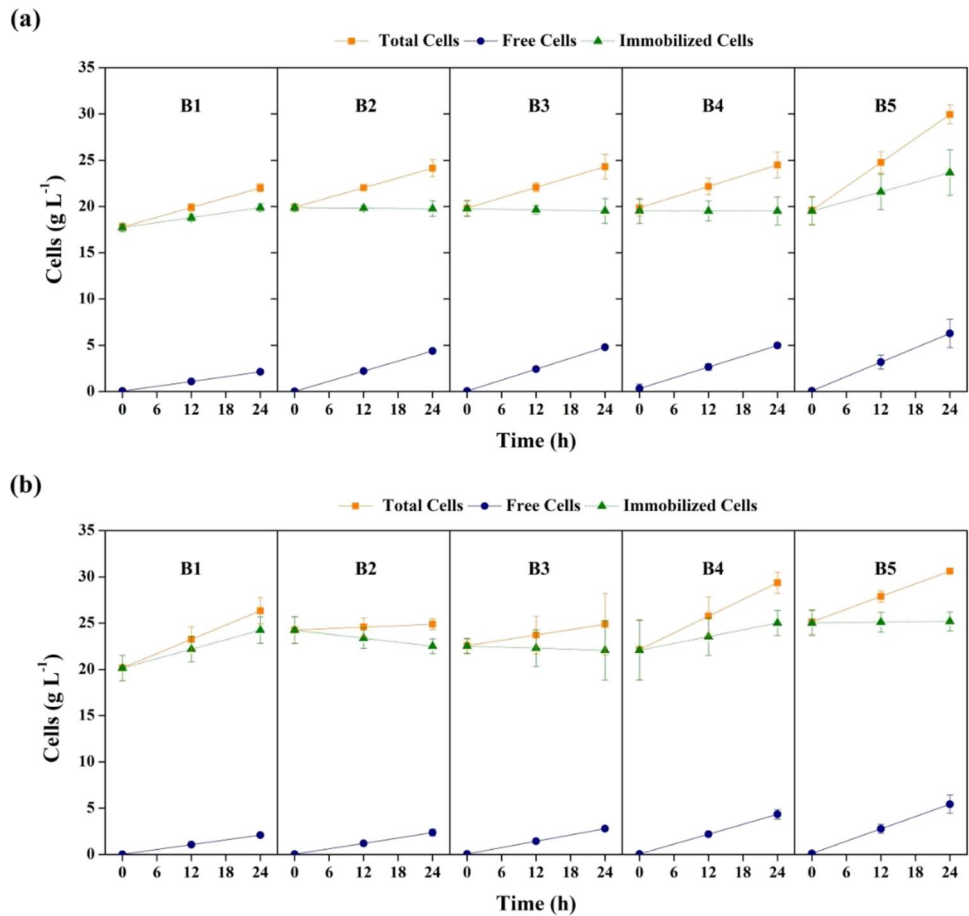 (a)
Total Cells Free Cells Immobilized Cells
35
30
25
20
15
10
5
0
Cells (g L⁻¹)
B1 B2 B3 B4 B5
0 6 12 18 24 0 6 12 18 24 0 6 12 18 24 0 6 12 18 24 0 6 12 18 24
Time (h)
(b)
Total Cells Free Cells Immobilized Cells
35
30
25
20
15
10
5
0
Cells (g L⁻¹)
B1 B2 B3 B4 B5
0 6 12 18 24 0 6 12 18 24 0 6 12 18 24 0 6 12 18 24 0 6 12 18 24
Time (h)